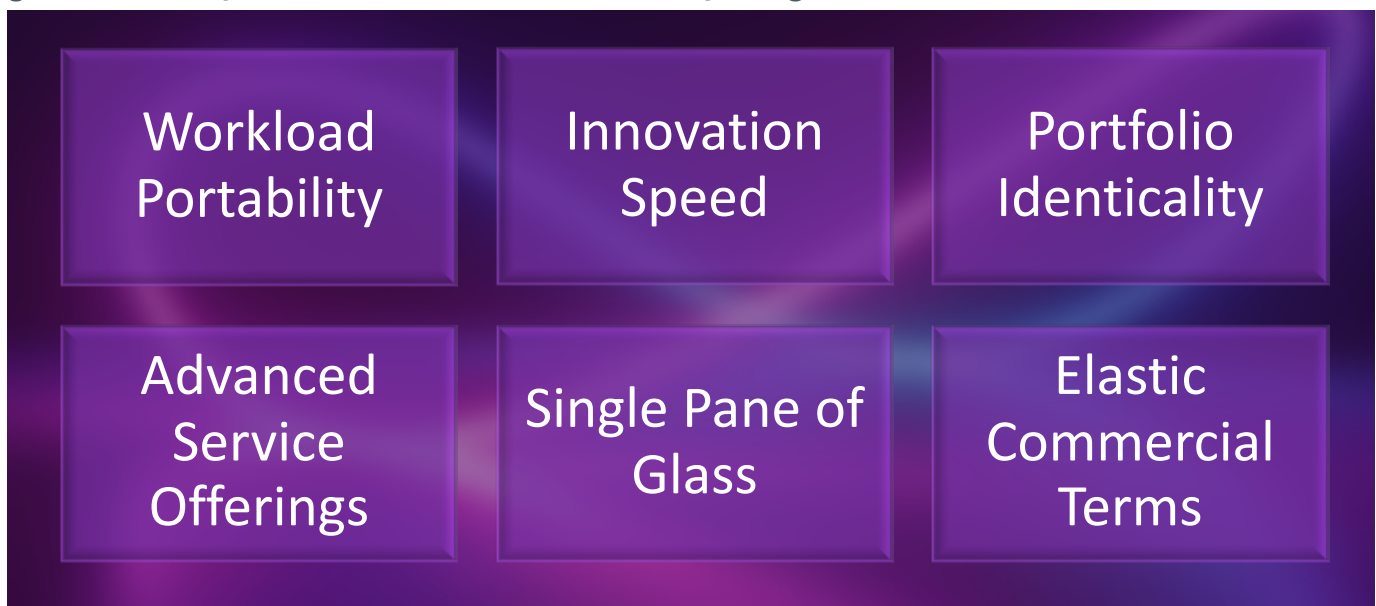 Workload
Portability
Innovation
Speed
Portfolio
Identicality
Advanced
Service
Offerings
Single Pane of
Glass
Elastic
Commercial
Terms